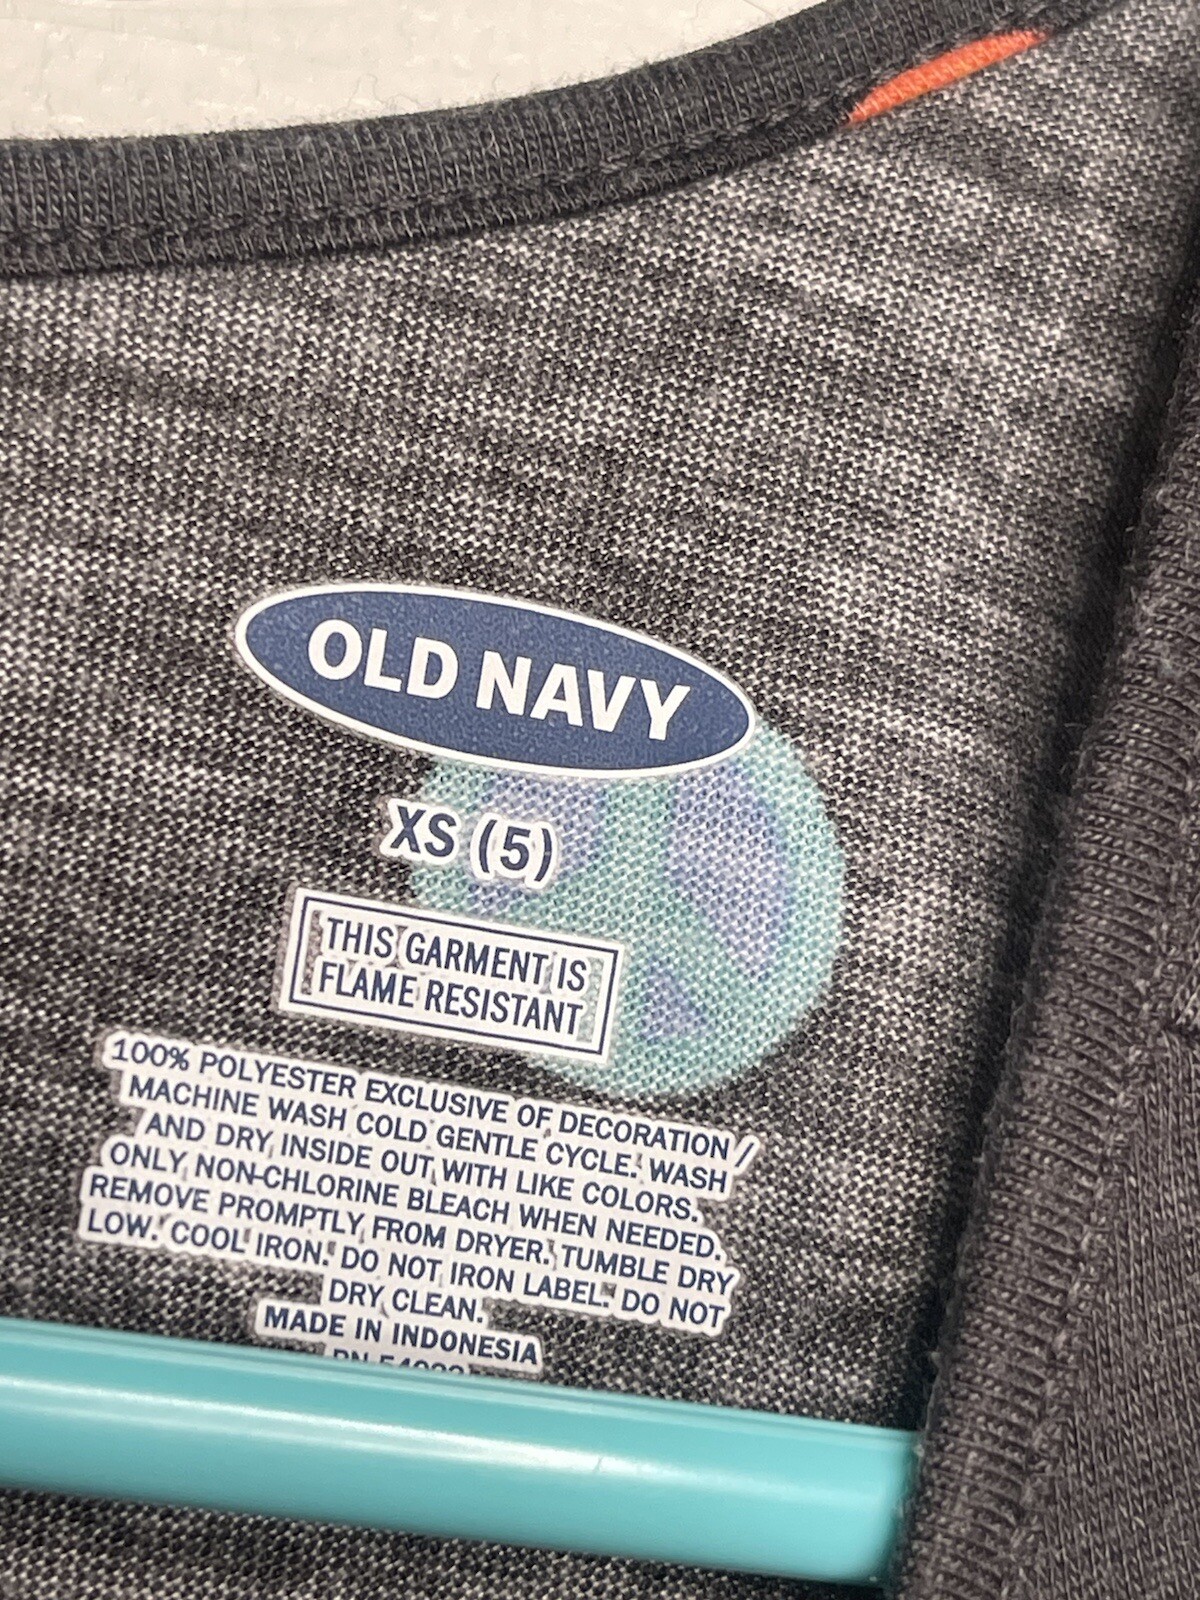 OLD NAVY
XS (5)
THIS GARMENT IS
FLAME RESISTANT
100% POLYESTER EXCLUSIVE OF DECORATION /
MACHINE WASH COLD GENTLE CYCLE. WASH
AND DRY, INSIDE OUT, WITH LIKE COLORS.
ONLY, NON-CHLORINE BLEACH WHEN NEEDED.
REMOVE PROMPTLY, FROM DRYER. TUMBLE DRY
LOW. COOL IRON. DO NOT IRON LABEL. DO NOT
DRY CLEAN.
MADE IN INDONESIA